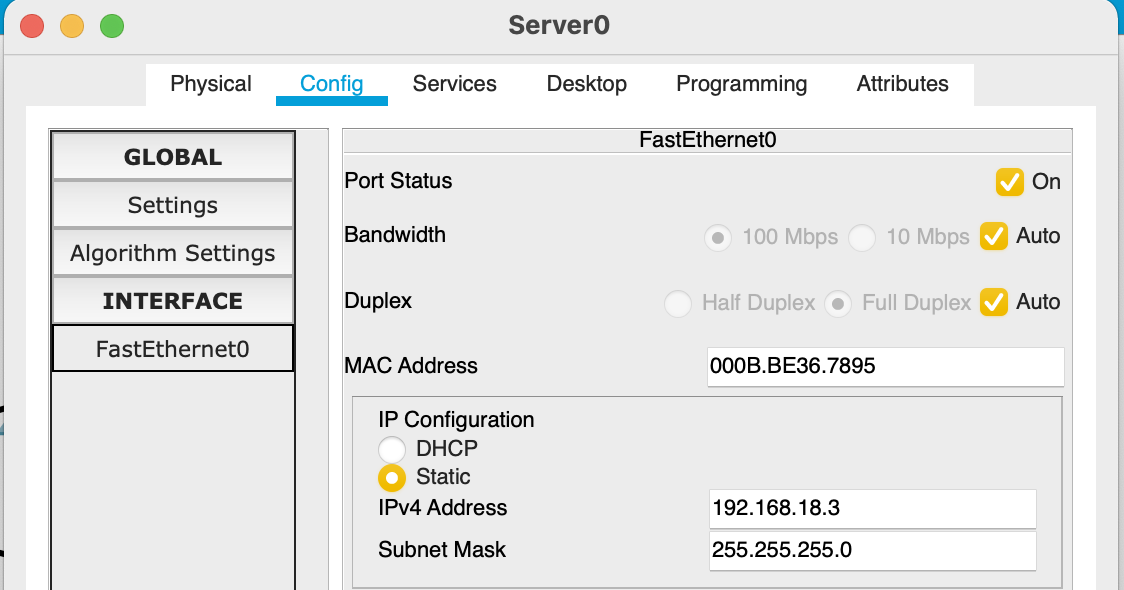 Server0
Physical Config Services Desktop Programming Attributes
GLOBAL
Settings
Algorithm Settings
INTERFACE
FastEthernet0
FastEthernet0
Port Status On
Bandwidth 100 Mbps 10 Mbps Auto
Duplex Half Duplex Full Duplex Auto
MAC Address 000B.BE36.7895
IP Configuration
DHCP
Static
IPv4 Address 192.168.18.3
Subnet Mask 255.255.255.0